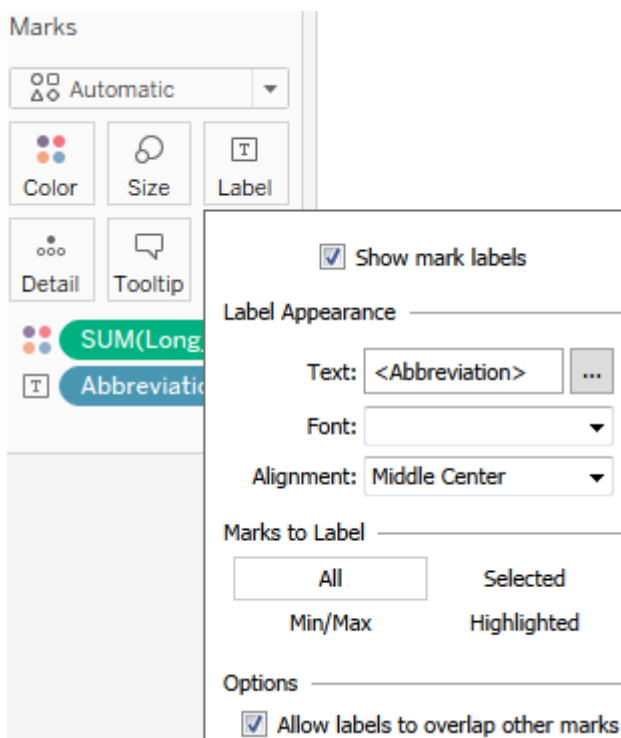 Marks
Automatic
Color Size Label
Detail Tooltip
Show mark labels
Label Appearance
SUM(Long_
Text: <Abbreviation> ...
Abbreviatio
Font:
Alignment: Middle Center
Marks to Label
All Selected
Min/Max Highlighted
Options
Allow labels to overlap other marks